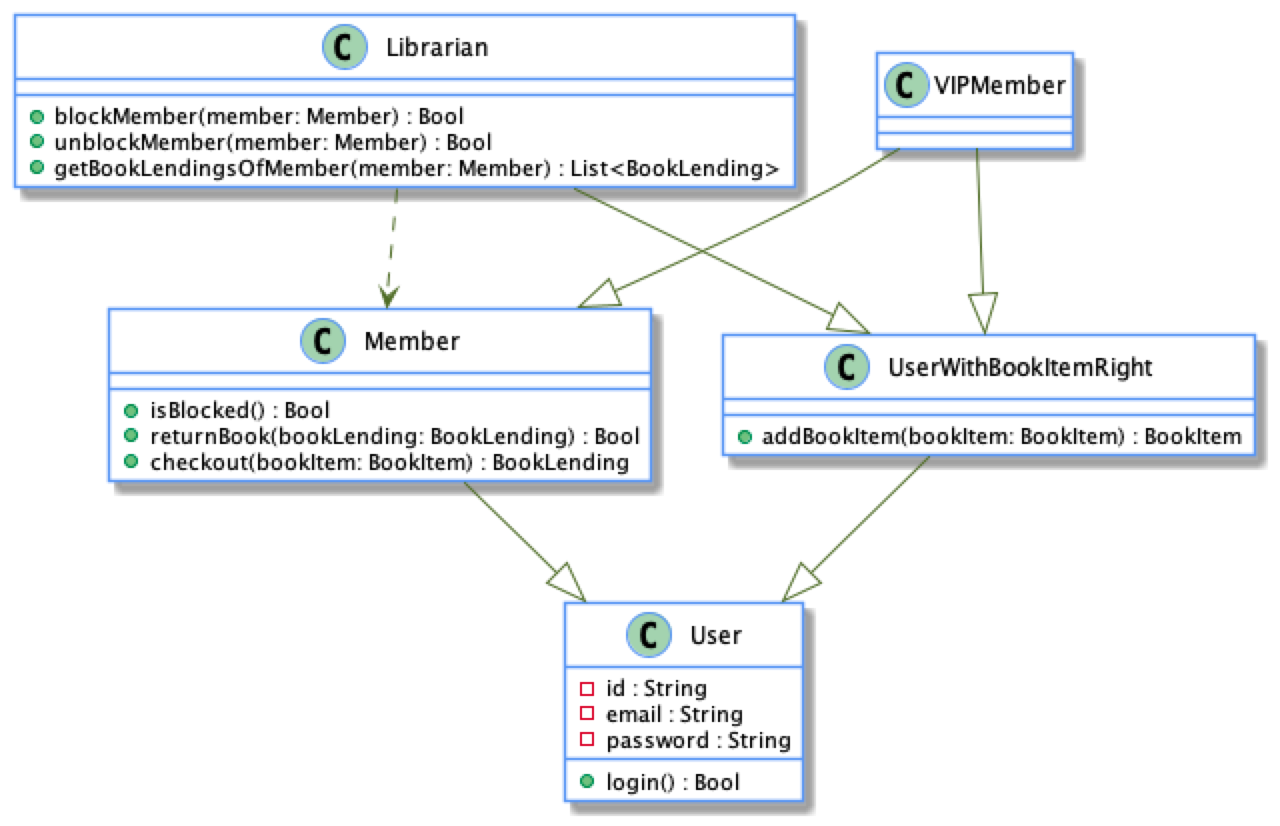 C Librarian
blockMember(member: Member) : Bool
unblockMember(member: Member) : Bool
getBookLendingsOfMember(member: Member) : List<BookLending>
C VIPMember
C Member
isBlocked() : Bool
returnBook(bookLending: BookLending) : Bool
checkout(bookItem: BookItem) : BookLending
C UserWithBookItemRight
addBookItem(bookItem: BookItem) : BookItem
C User
id : String
email : String
password : String
login() : Bool